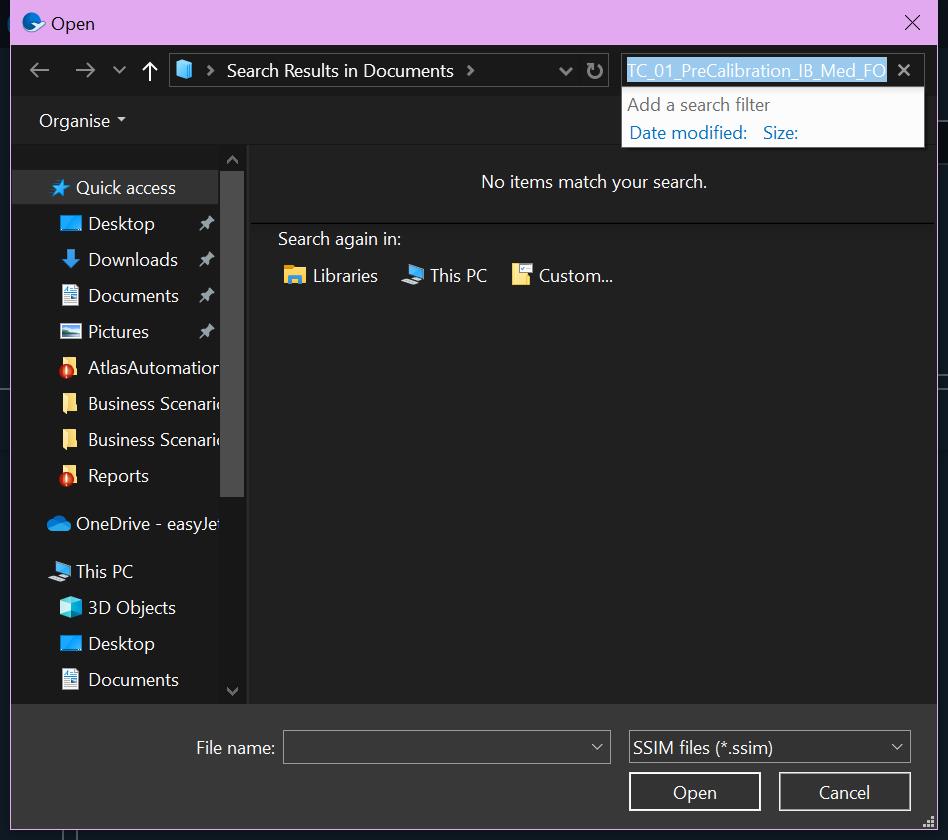 Open
Search Results in Documents
TC_01_PreCalibration_IB_Med_FO
Add a search filter
Date modified: Size:
Organise
No items match your search.
Search again in:
Libraries This PC Custom...
Quick access
Desktop
Downloads
Documents
Pictures
AtlasAutomation
Business Scenario
Business Scenario
Reports
OneDrive - easyJet
This PC
3D Objects
Desktop
Documents
File name:
SSIM files (*.ssim)
Open Cancel